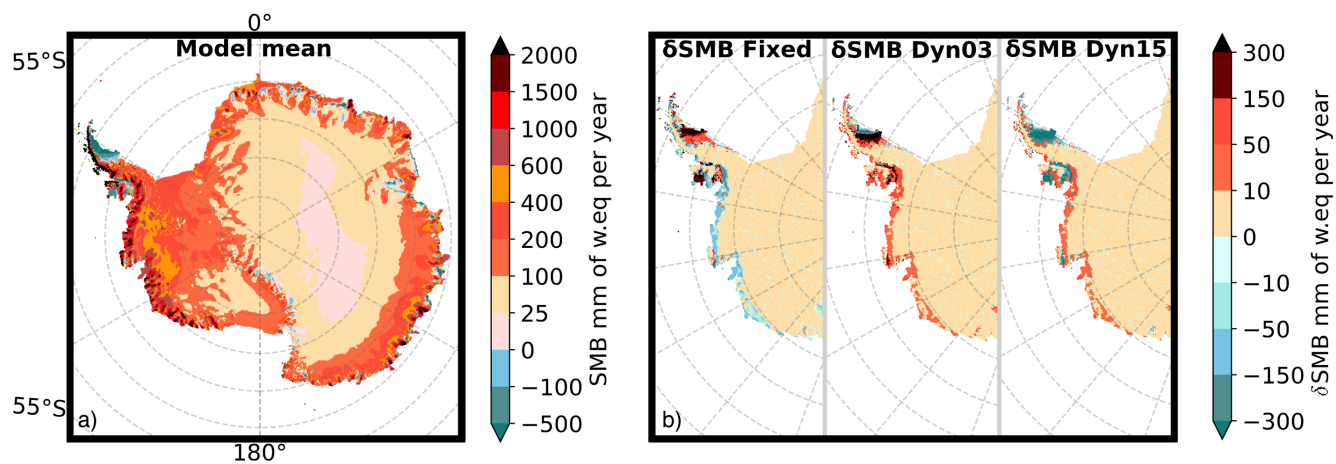 0°
55°S
55°S
180°
Model mean
a)
2000
1500
1000
600
400
200
100
25
0
−100
−500
SMB mm of w.eq per year
δSMB Fixed
δSMB Dyn03
δSMB Dyn15
b)
300
150
50
10
0
−10
−50
−150
−300
δSMB mm of w.eq per year